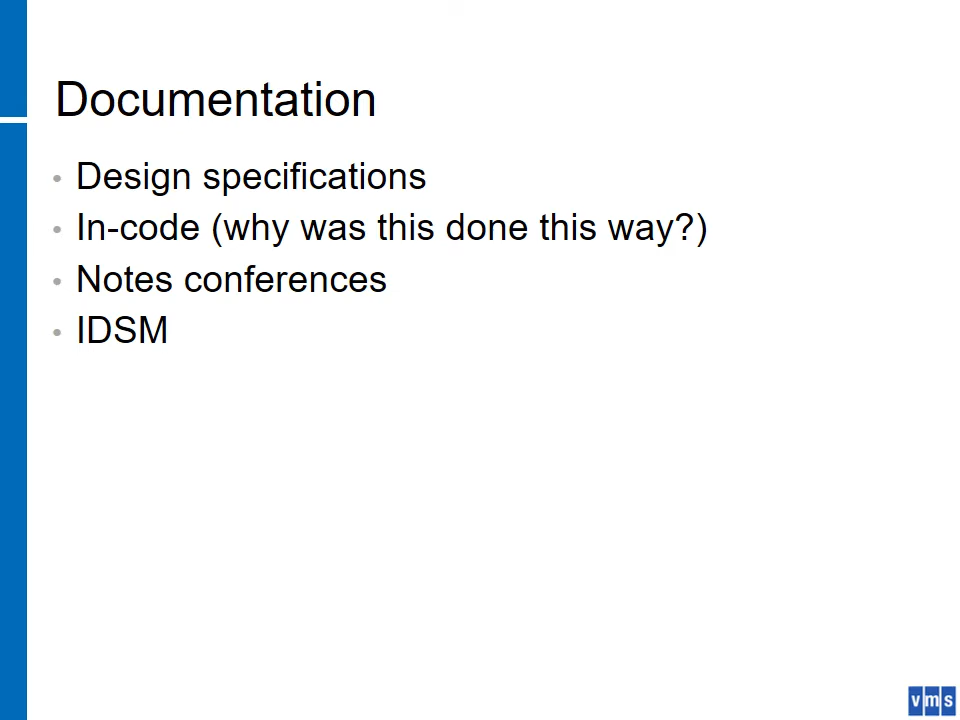 Documentation
• Design specifications
• In-code (why was this done this way?)
• Notes conferences
• IDSM
vms